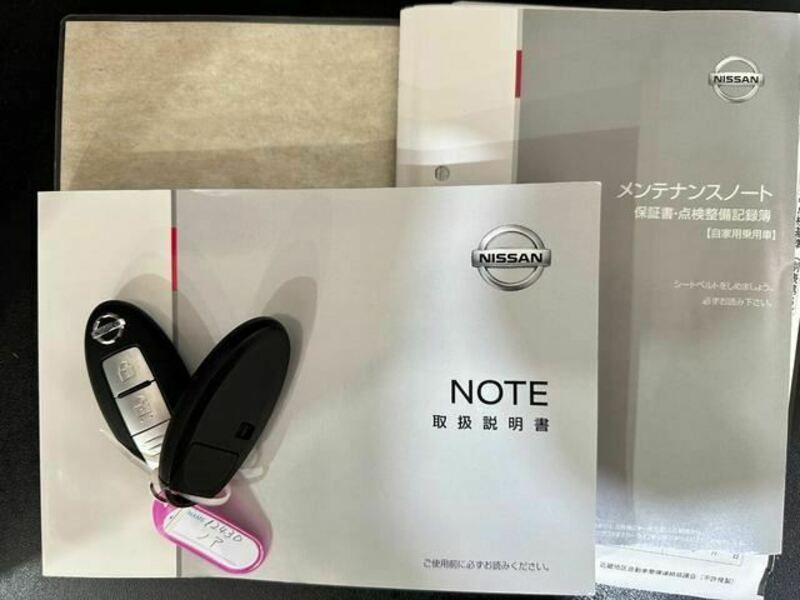 NISSAN
メンテナンスノート
保証書・点検整備記録簿
【自家用乗用車】
シートベルトをしめましょう。
必ずお読み下さい。
NISSAN
NOTE
取扱説明書
ご使用前に必ずお読みください。
NAME 12430
ノア